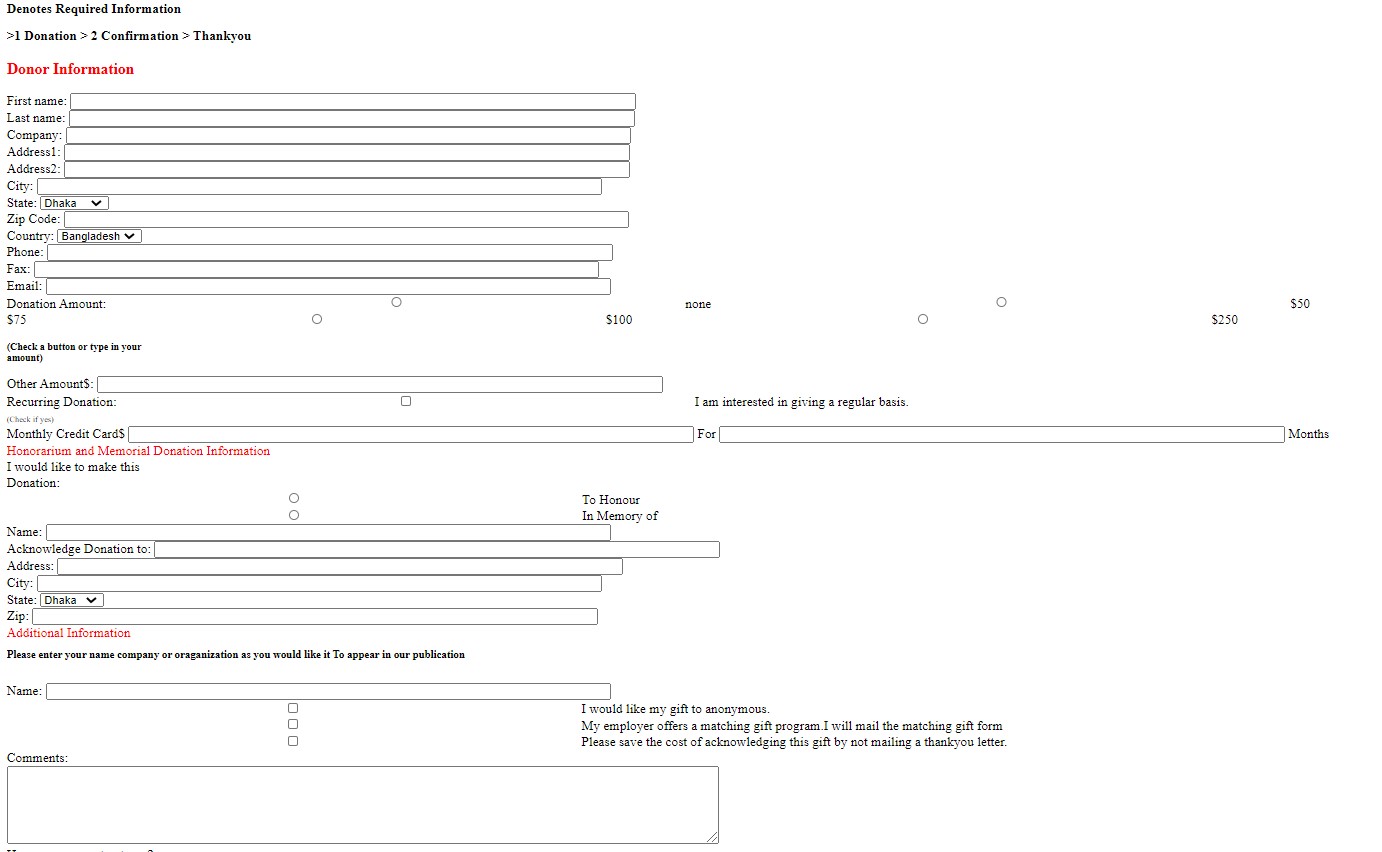 Denotes Required Information
>1 Donation > 2 Confirmation > Thankyou
Donor Information
First name:
Last name:
Company:
Address1:
Address2:
City:
State: Dhaka
Zip Code:
Country: Bangladesh
Phone:
Fax:
Email:
Donation Amount: none $50
$75 $100 $250
(Check a button or type in your
amount)
Other Amount$:
Recurring Donation: I am interested in giving a regular basis.
(Check if yes)
Monthly Credit Card$ For Months
Honorarium and Memorial Donation Information
I would like to make this
Donation:
To Honour
In Memory of
Name:
Acknowledge Donation to:
Address:
City:
State: Dhaka
Zip:
Additional Information
Please enter your name company or oraganization as you would like it To appear in our publication
Name:
I would like my gift to anonymous.
My employer offers a matching gift program.I will mail the matching gift form
Please save the cost of acknowledging this gift by not mailing a thankyou letter.
Comments: